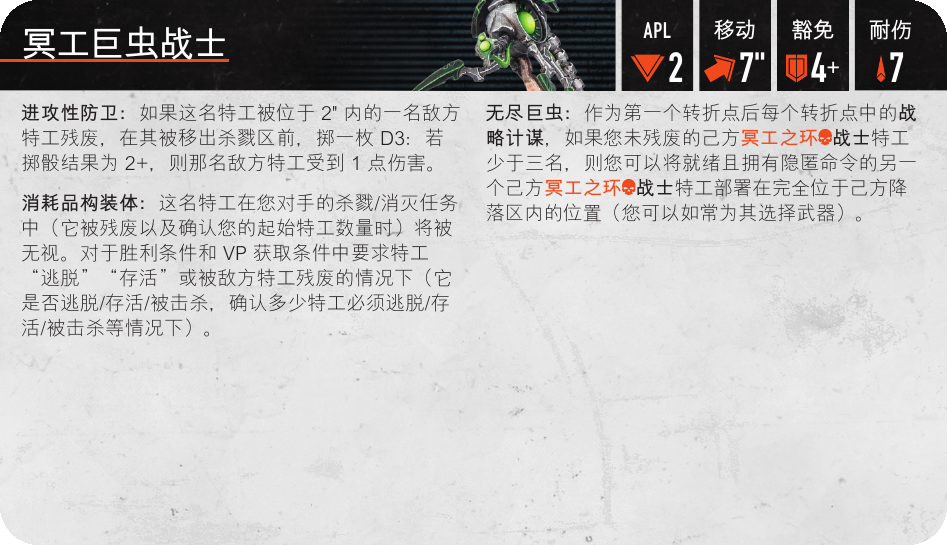 冥工巨虫战士
APL
2
移动
7"
豁免
4+
耐伤
7
进攻性防卫：如果这名特工被位于 2" 内的一名敌方
特工残废，在其被移出杀戮区前，掷一枚 D3：若
掷骰结果为 2+，则那名敌方特工受到 1 点伤害。
消耗品构装体：这名特工在您对手的杀戮/消灭任务
中（它被残废以及确认您的起始特工数量时）将被
无视。对于胜利条件和 VP 获取条件中要求特工
“逃脱”“存活”或被敌方特工残废的情况下（它
是否逃脱/存活/被击杀，确认多少特工必须逃脱/存
活/被击杀等情况下）。
无尽巨虫：作为第一个转折点后每个转折点中的战
略计谋，如果您未残废的己方冥工之环战士特工
少于三名，则您可以将就绪且拥有隐匿命令的另一
个己方冥工之环战士特工部署在完全位于己方降
落区内的位置（您可以如常为其选择武器）。